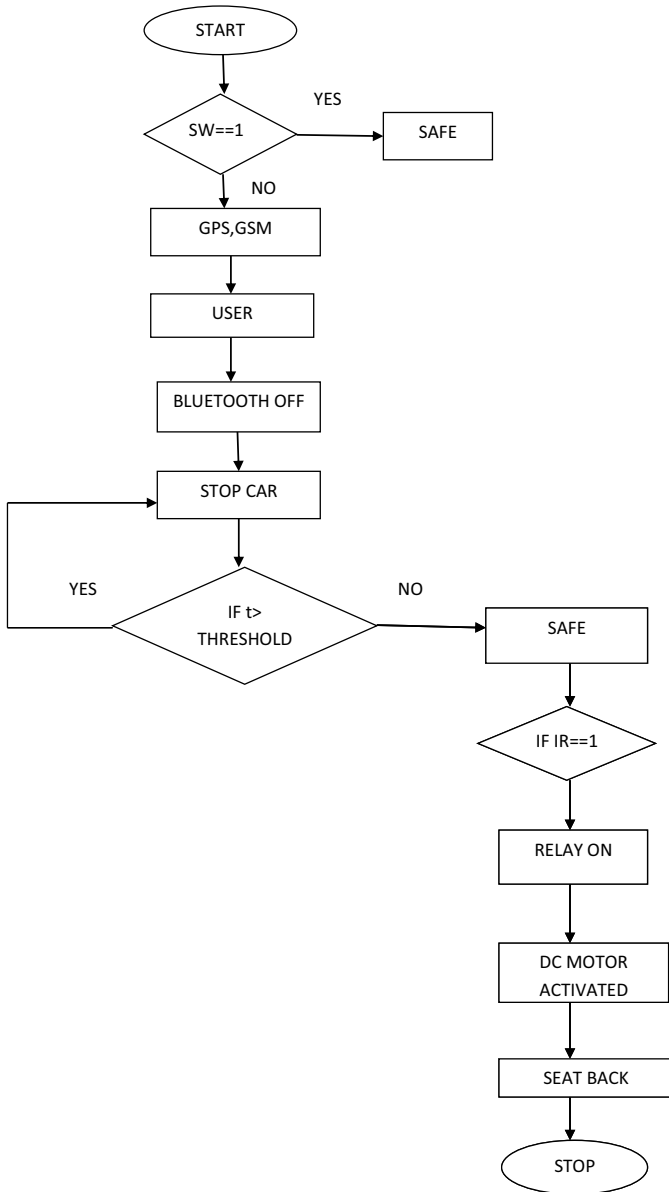 START
YES
SW==1
SAFE
NO
GPS,GSM
USER
BLUETOOTH OFF
STOP CAR
YES
NO
IF t>
THRESHOLD
SAFE
IF IR==1
RELAY ON
DC MOTOR
ACTIVATED
SEAT BACK
STOP